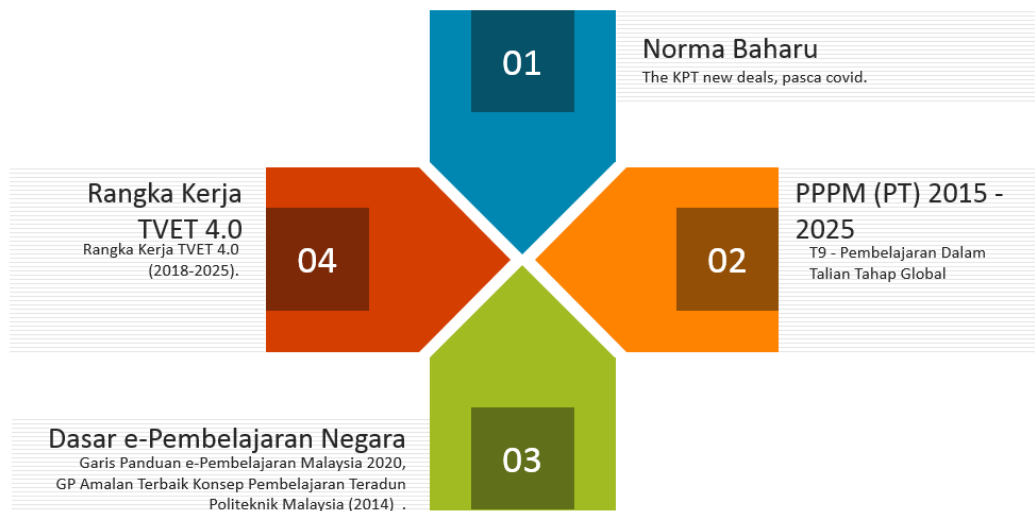 01
Norma Baharu
The KPT new deals, pasca covid.
02
PPPM (PT) 2015 -
2025
T9 - Pembelajaran Dalam
Talian Tahap Global
03
Dasar e-Pembelajaran Negara
Garis Panduan e-Pembelajaran Malaysia 2020,
GP Amalan Terbaik Konsep Pembelajaran Teradun
Politeknik Malaysia (2014) .
04
Rangka Kerja
TVET 4.0
Rangka Kerja TVET 4.0
(2018-2025).